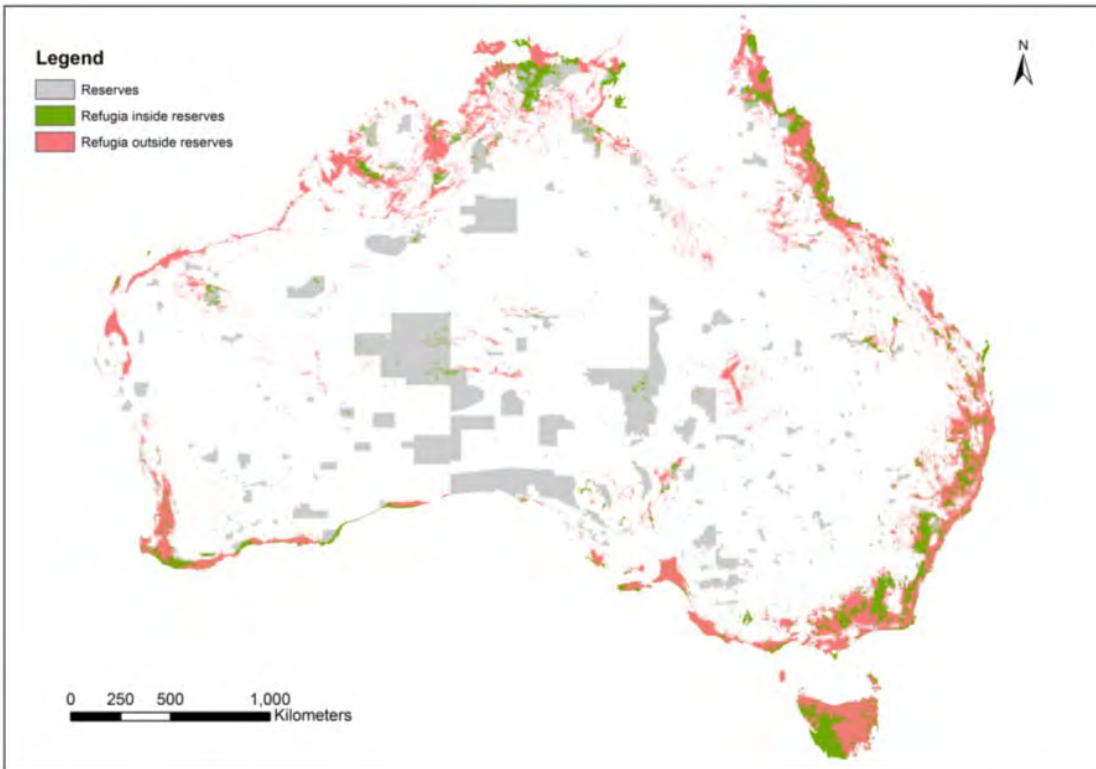 Legend
N
Reserves
Refugia inside reserves
Refugia outside reserves
0 250 500 1,000
Kilometers